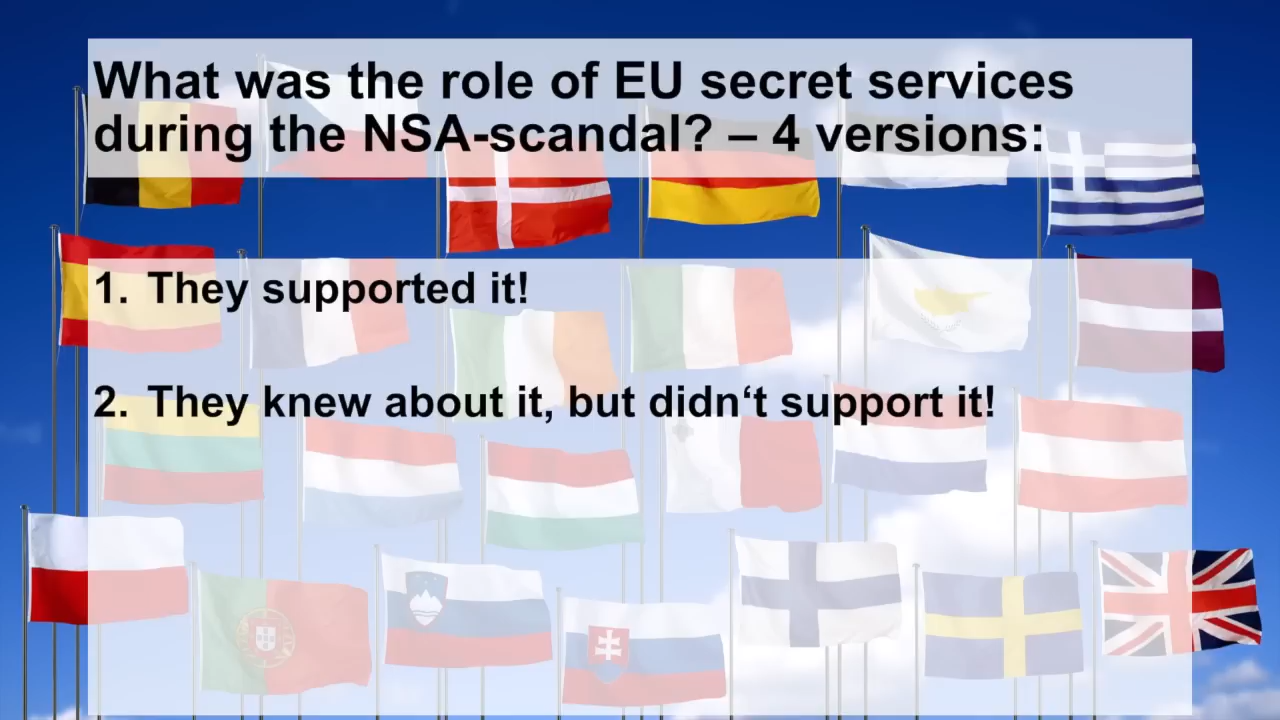 What was the role of EU secret services
during the NSA-scandal? – 4 versions:
1. They supported it!
2. They knew about it, but didn‘t support it!